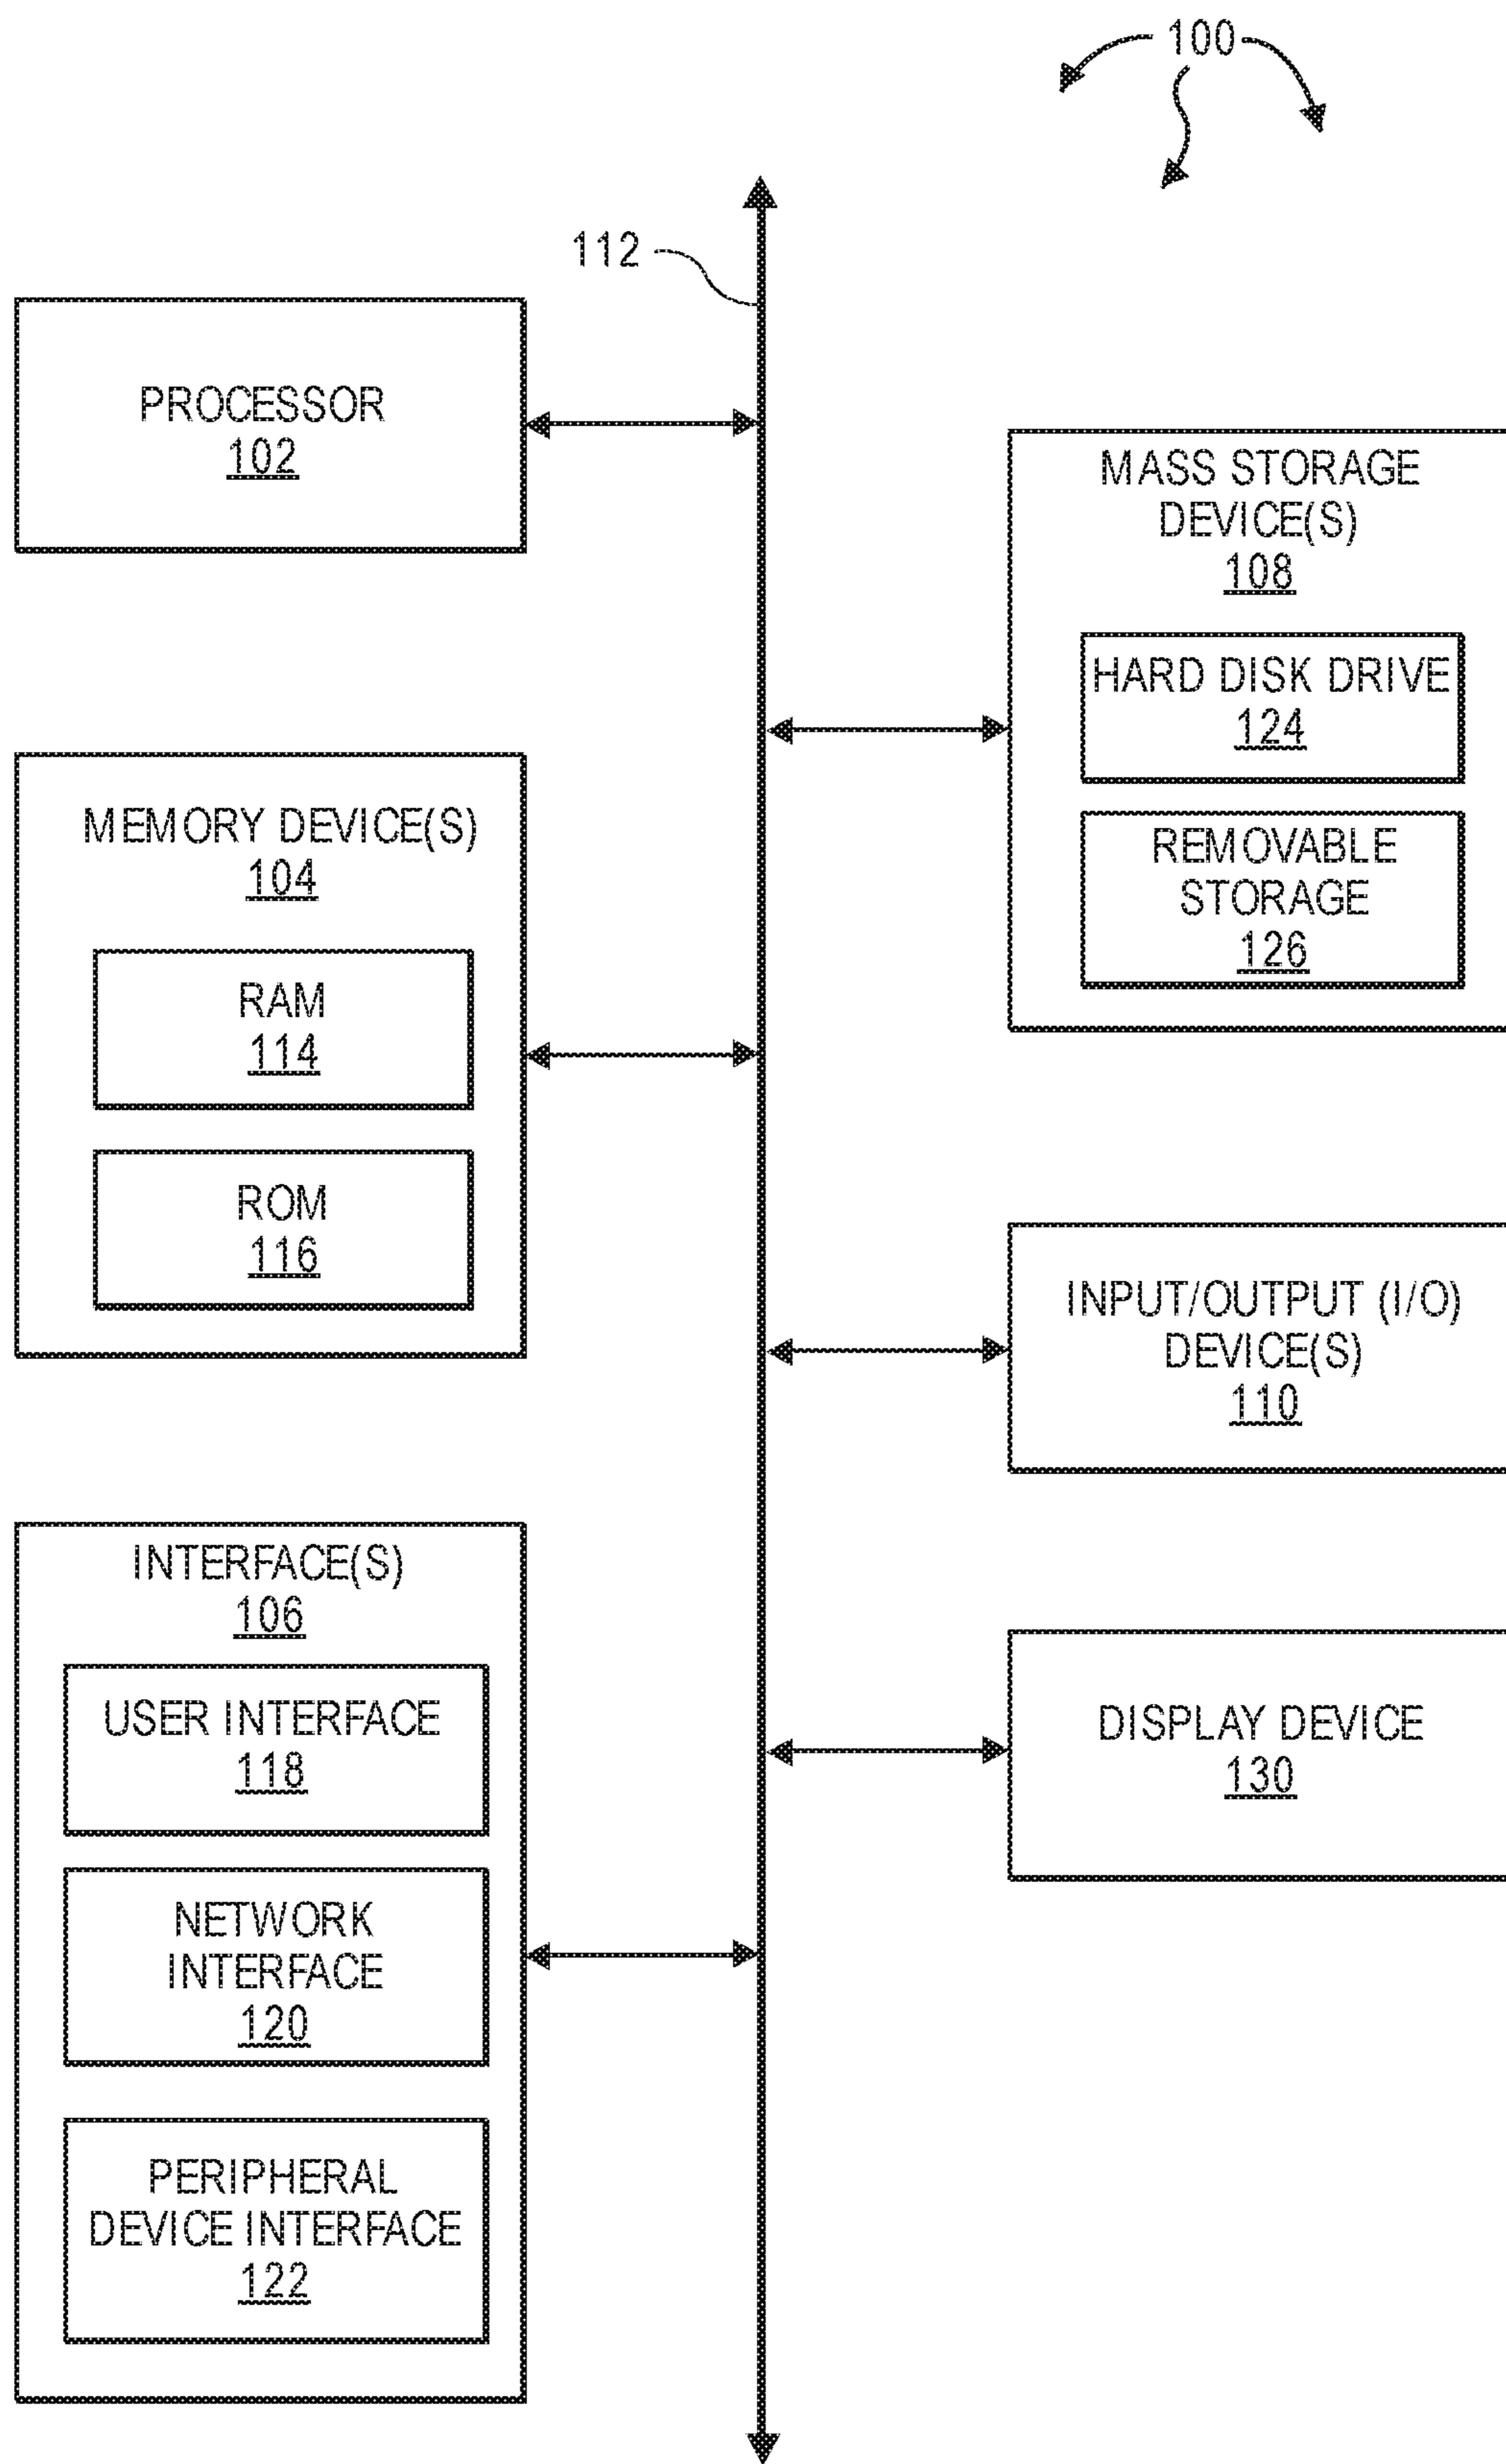 100
112
PROCESSOR
102
MEMORY DEVICE(S)
104
RAM
114
ROM
116
INTERFACE(S)
106
USER INTERFACE
118
NETWORK
INTERFACE
120
PERIPHERAL
DEVICE INTERFACE
122
MASS STORAGE
DEVICE(S)
108
HARD DISK DRIVE
124
REMOVABLE
STORAGE
126
INPUT/OUTPUT (I/O)
DEVICE(S)
110
DISPLAY DEVICE
130